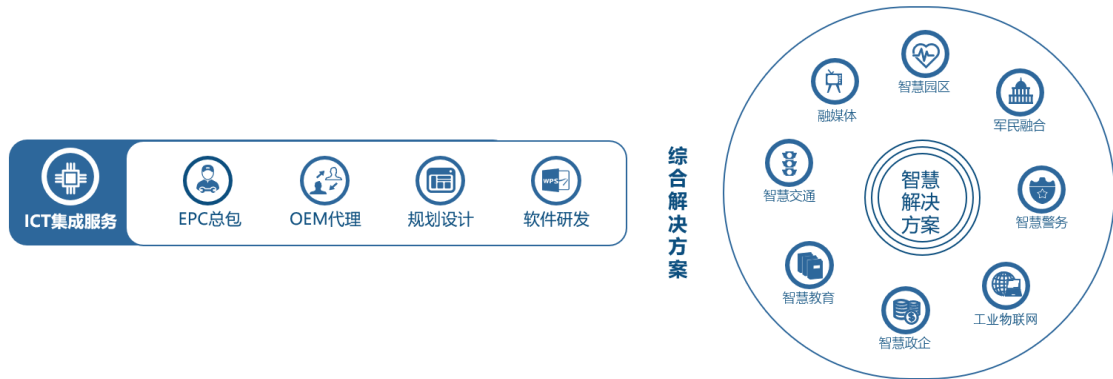 ICT集成服务
EPC总包
OEM代理
规划设计
WPS
软件研发
综合解决方案
智慧
解决
方案
智慧园区
军民融合
智慧警务
工业物联网
智慧政企
智慧教育
智慧交通
融媒体